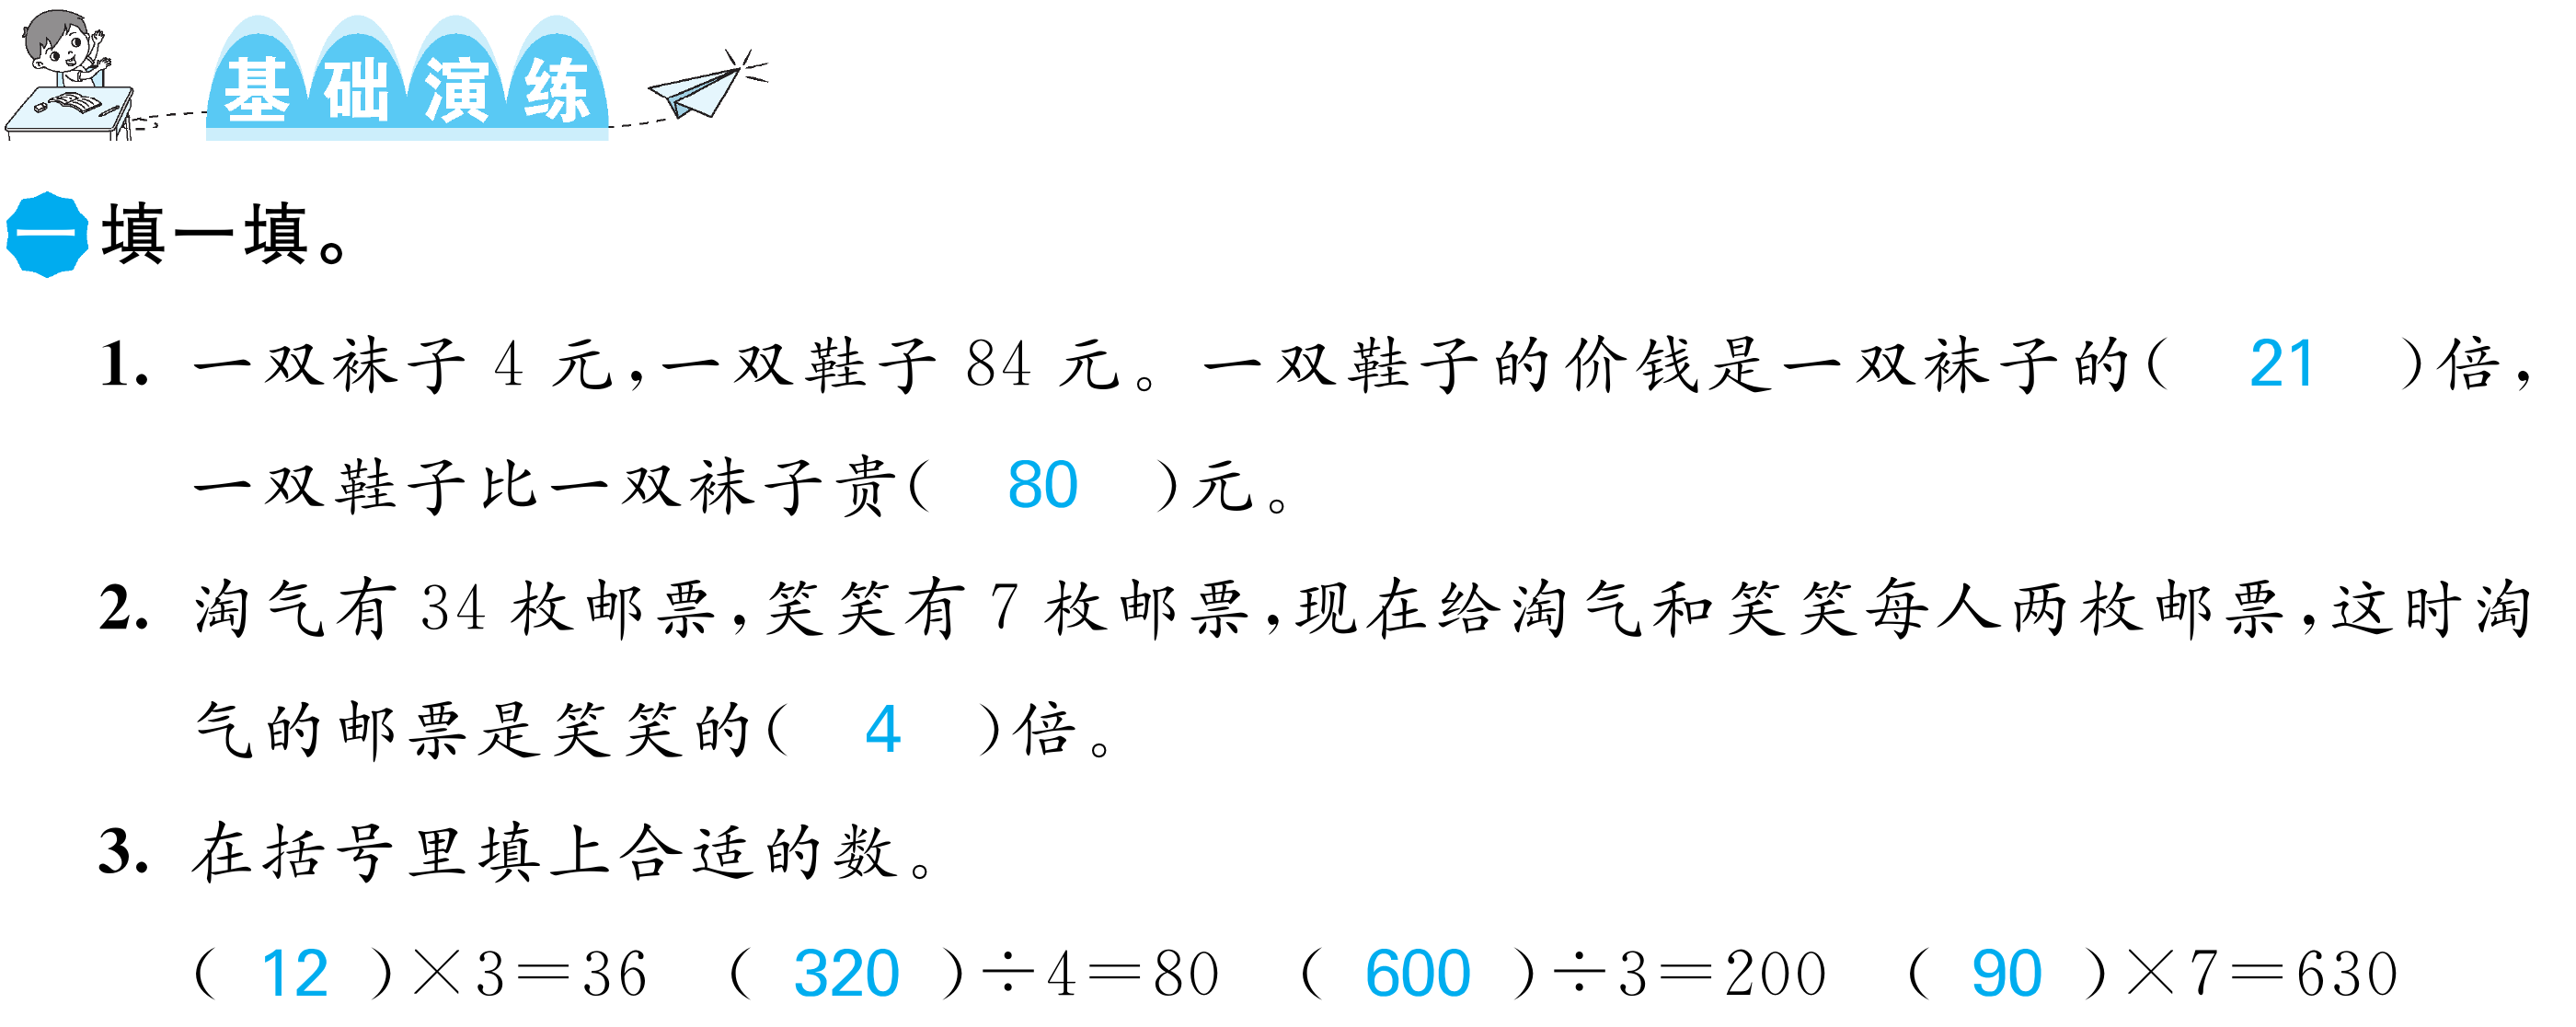 基础演练
一 填一填。
1. 一双袜子 4 元,一双鞋子 84 元。一双鞋子的价钱是一双袜子的( 21 )倍,
一双鞋子比一双袜子贵( 80 )元。
2. 淘气有 34 枚邮票,笑笑有 7 枚邮票,现在给淘气和笑笑每人两枚邮票,这时淘
气的邮票是笑笑的( 4 )倍。
3. 在括号里填上合适的数。
( 12 )×3=36 ( 320 )÷4=80 ( 600 )÷3=200 ( 90 )×7=630